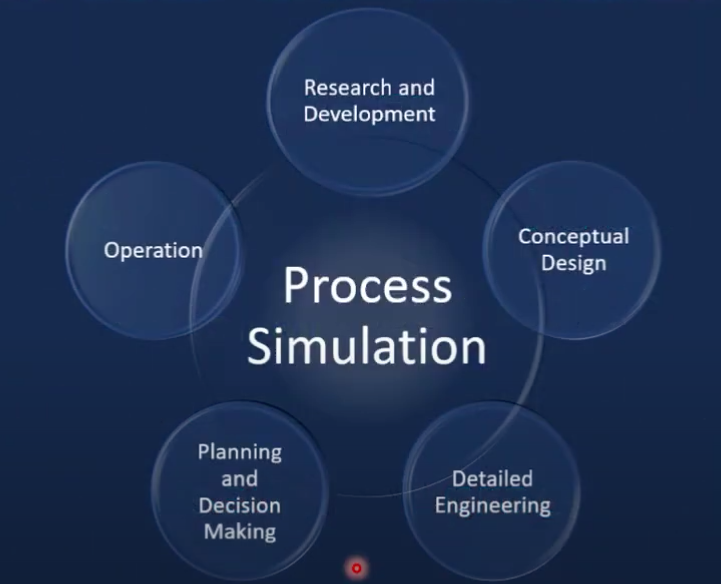 Research and
Development
Conceptual
Design
Detailed
Engineering
Planning
and
Decision
Making
Operation
Process
Simulation